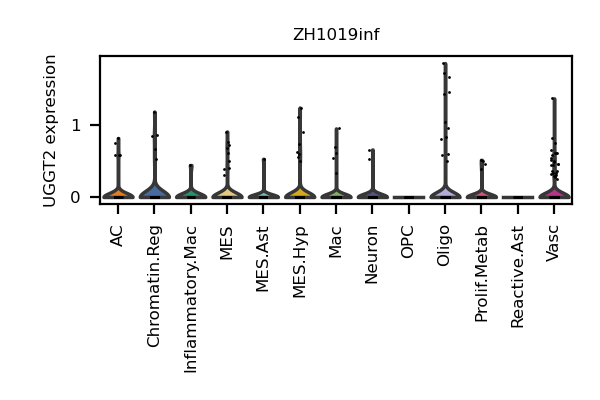 ZH1019inf
UGGT2 expression
1
0
AC
Chromatin.Reg
Inflammatory.Mac
MES
MES.Ast
MES.Hyp
Mac
Neuron
OPC
Oligo
Prolif.Metab
Reactive.Ast
Vasc